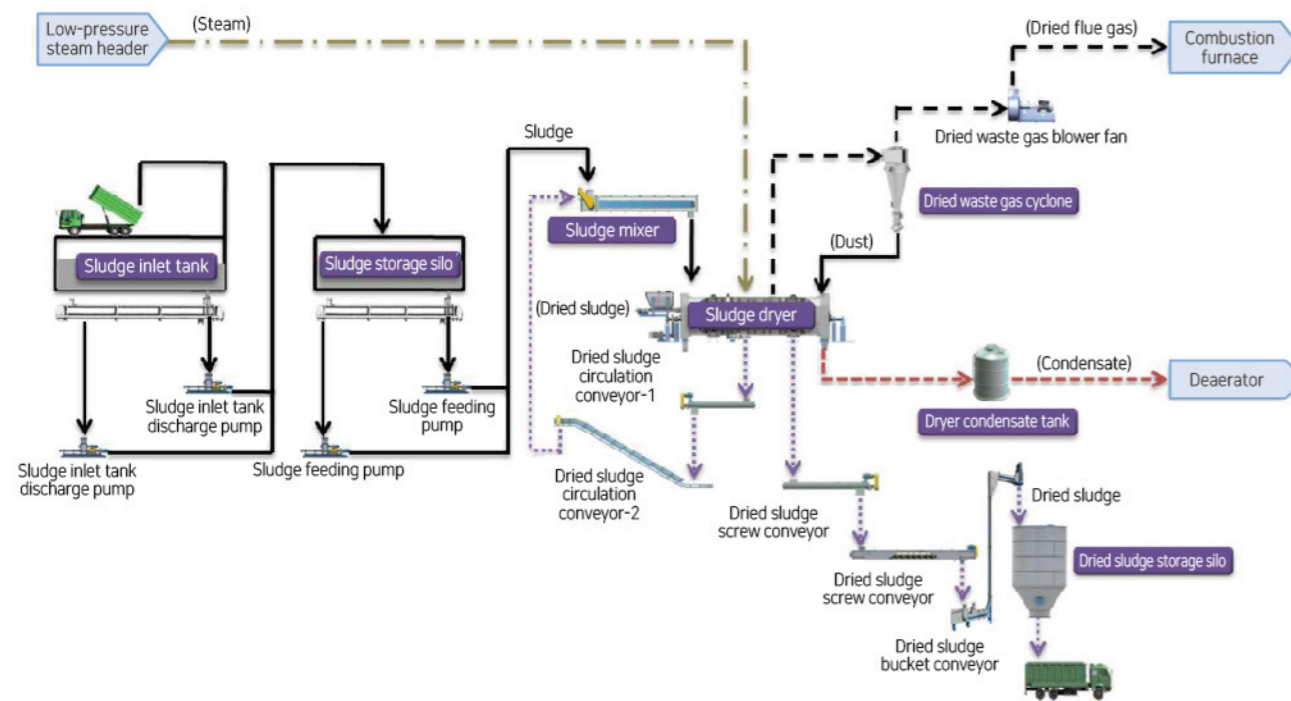 Low-pressure
steam header
(Steam)
(Dried flue gas)
Combustion
furnace
Dried waste gas blower fan
Sludge
Dried waste gas cyclone
Sludge mixer
Sludge inlet tank
Sludge storage silo
(Dust)
(Dried sludge)
Sludge dryer
Dried sludge
circulation
conveyor-1
(Condensate)
Deaerator
Dryer condensate tank
Sludge inlet tank
discharge pump
Sludge feeding
pump
Sludge inlet tank
discharge pump
Sludge feeding pump
Dried sludge
circulation
conveyor-2
Dried sludge
screw conveyor
Dried sludge
Dried sludge storage silo
Dried sludge
screw conveyor
Dried sludge
bucket conveyor